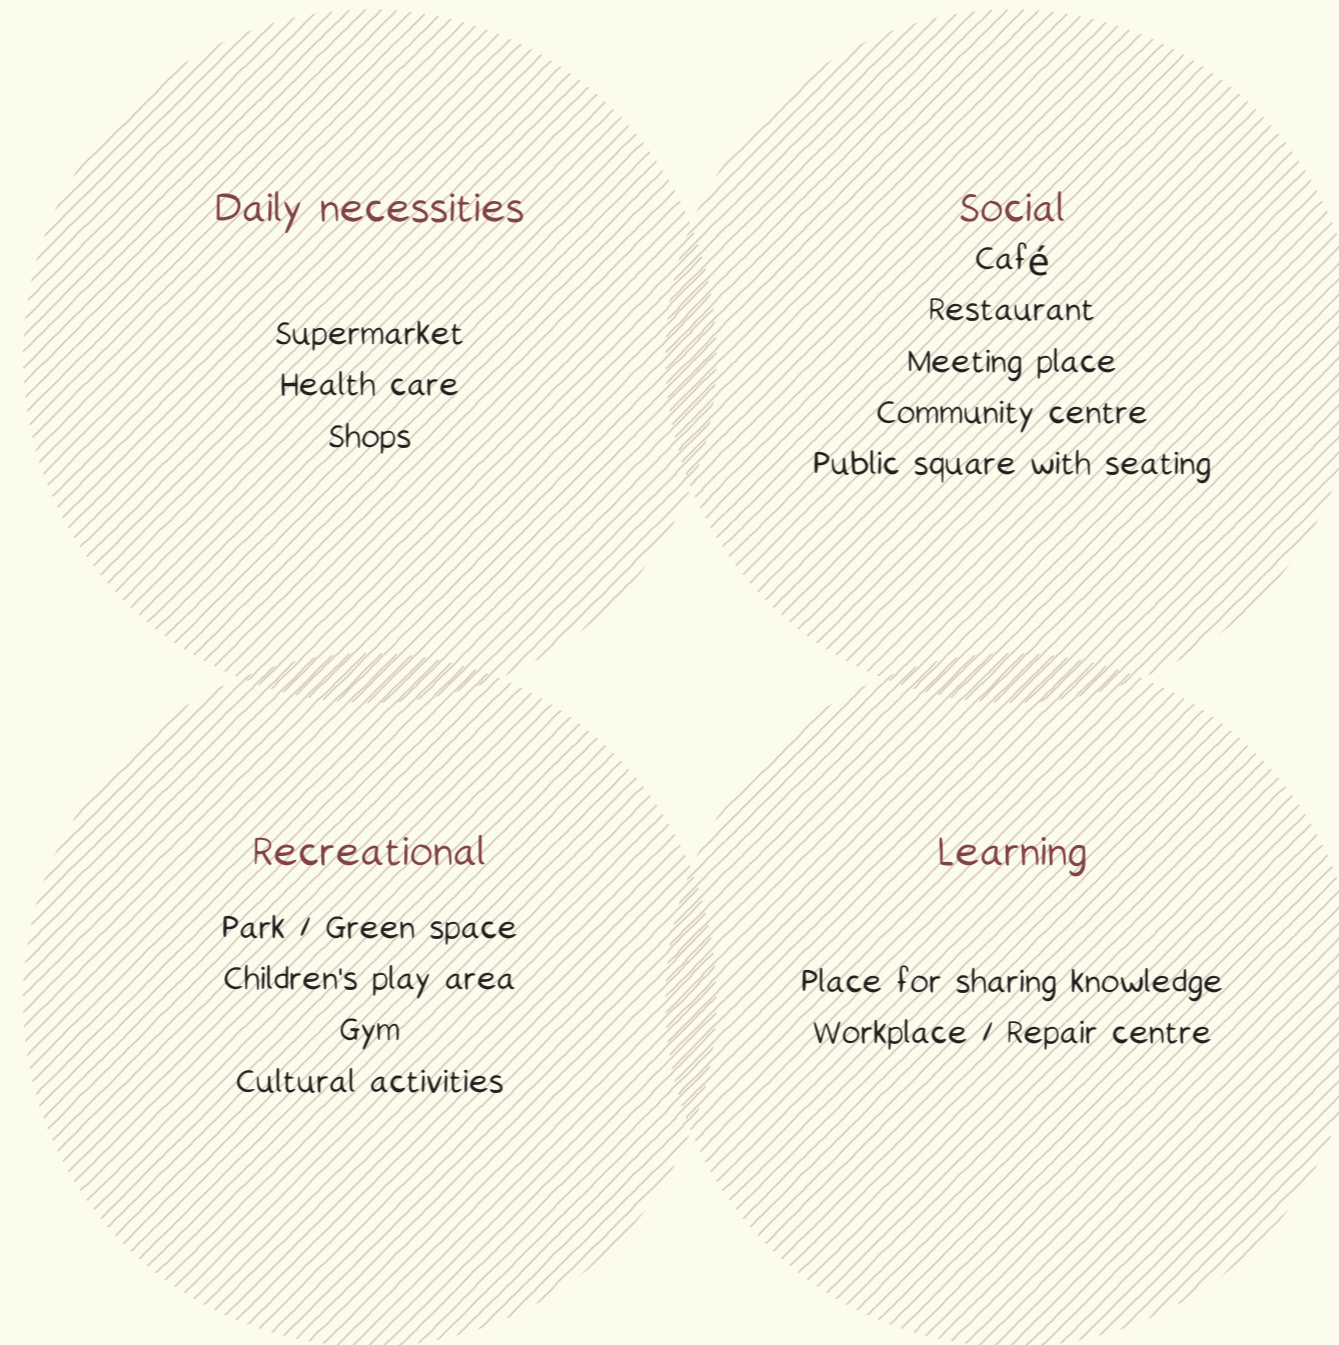 Daily necessities
Supermarket
Health care
Shops
Social
Café
Restaurant
Meeting place
Community centre
Public square with seating
Recreational
Park / Green space
Children's play area
Gym
Cultural activities
Learning
Place for sharing knowledge
Workplace / Repair centre